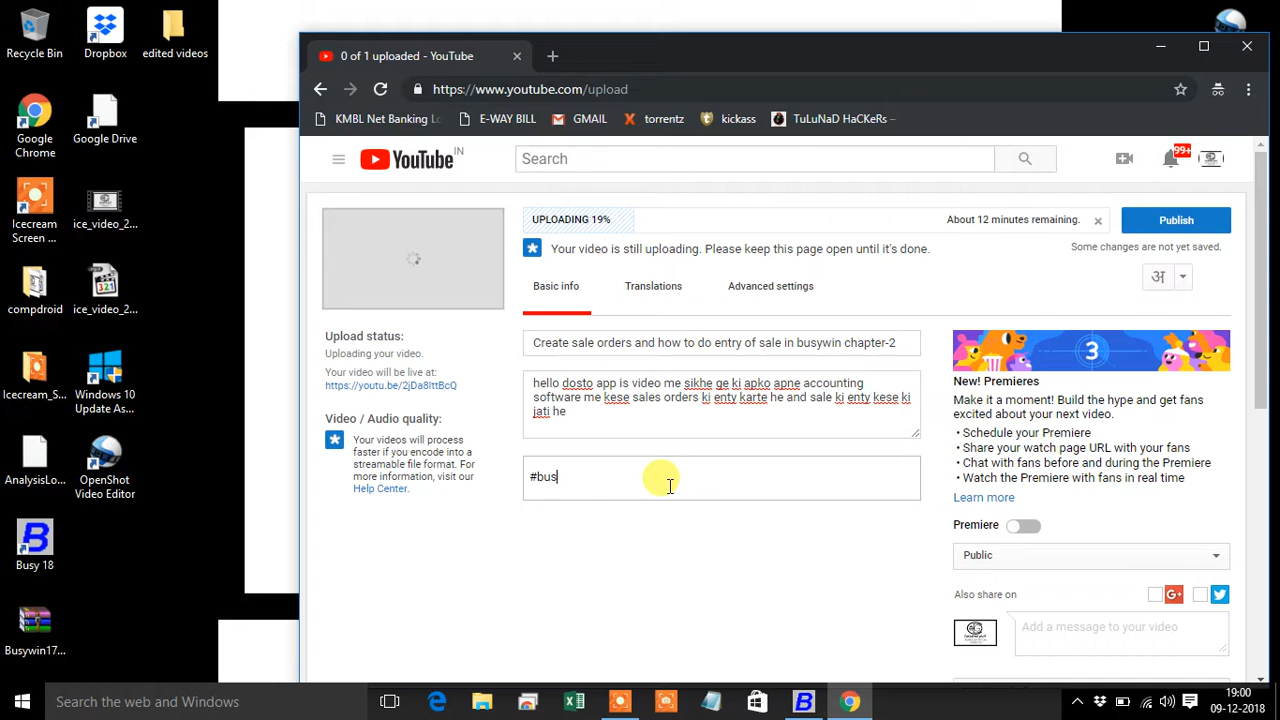 Recycle Bin
Dropbox
edited videos
Google Chrome
Google Drive
Icecream Screen ...
ice_video_2...
compdroid
ice_video_2...
Icecream_S...
Windows 10 Update As...
AnalysisLo...
OpenShot Video Editor
Busy 18
Busywin17...
0 of 1 uploaded - YouTube
https://www.youtube.com/upload
KMBL Net Banking Lo
E-WAY BILL
GMAIL
torrentz
kickass
TuLuNaD HaCKeRs –
YouTube IN
Search
99+
UPLOADING 19%
About 12 minutes remaining.
Publish
Your video is still uploading. Please keep this page open until it's done.
Some changes are not yet saved.
अ
Basic info
Translations
Advanced settings
Upload status:
Uploading your video.
Your video will be live at:
https://youtu.be/2jDa8IttBcQ
Video / Audio quality:
Your videos will process
faster if you encode into a
streamable file format. For
more information, visit our
Help Center.
Create sale orders and how to do entry of sale in busywin chapter-2
hello dosto app is video me sikhe ge ki apko apne accounting
software me kese sales orders ki enty karte he and sale ki enty kese ki
jati he
#bus
3
New! Premieres
Make it a moment! Build the hype and get fans
excited about your next video.
• Schedule your Premiere
• Share your watch page URL with your fans
• Chat with fans before and during the Premiere
• Watch the Premiere with fans in real time
Learn more
Premiere
Public
Also share on
G+
Add a message to your video
Search the web and Windows
19:00
09-12-2018